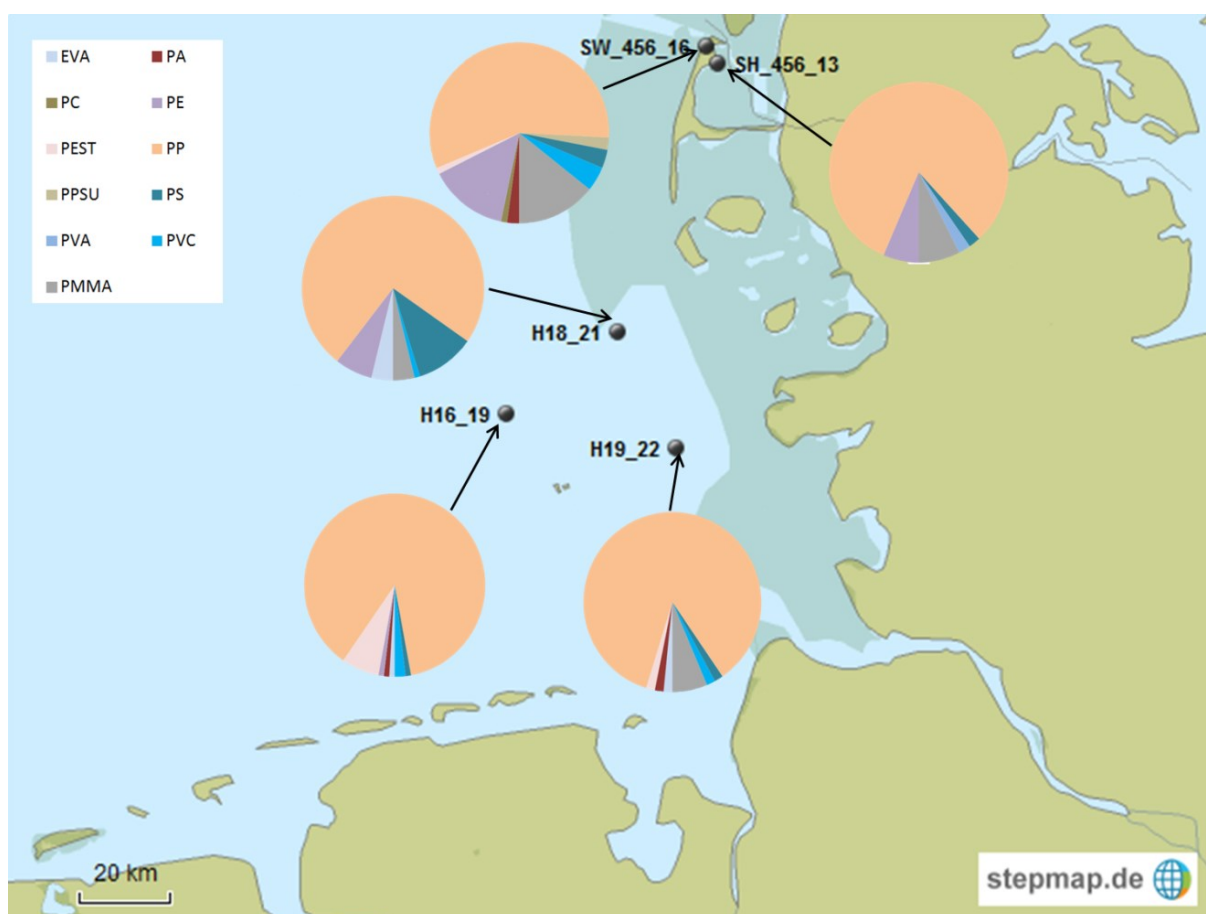 EVA PA
PC PE
PEST PP
PPSU PS
PVA PVC
PMMA
SW_456_16
SH_456_13
H18_21
H16_19
H19_22
20 km
stepmap.de